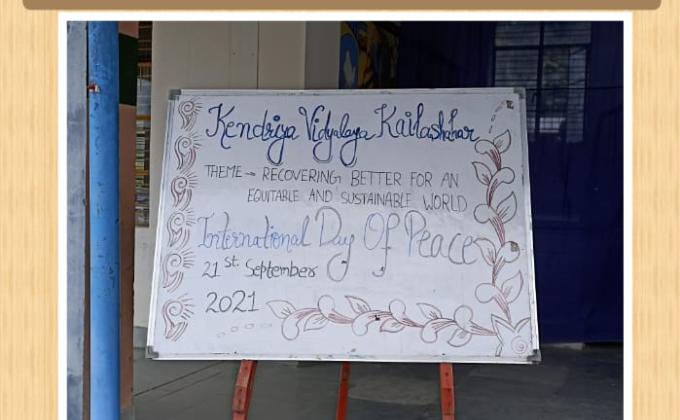 Kendriya Vidyalaya Kailashahar
THEME → RECOVERING BETTER FOR AN
EQUITABLE AND SUSTAINABLE WORLD
International Day Of Peace
21st. September
2021